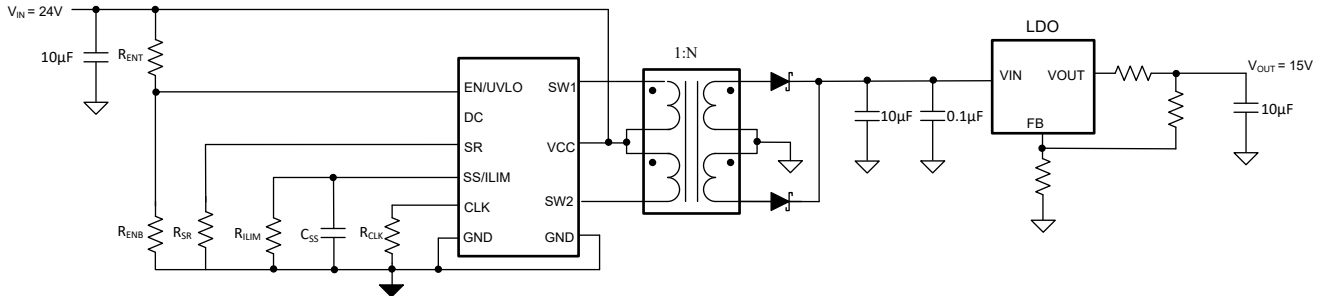 V_IN = 24V
10µF
R_ENT
EN/UVLO
DC
SR
SS/ILIM
CLK
GND
SW1
VCC
SW2
GND
R_ENB
R_SR
R_ILIM
C_SS
R_CLK
1:N
10µF
0.1µF
LDO
VIN
VOUT
FB
V_OUT = 15V
10µF